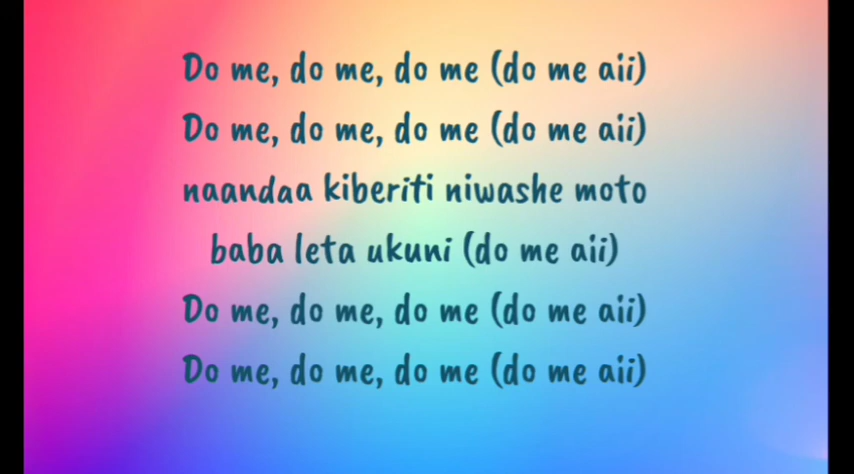 Do me, do me, do me (do me aii)
Do me, do me, do me (do me aii)
naandaa kiberiti niwashe moto
baba leta ukuni (do me aii)
Do me, do me, do me (do me aii)
Do me, do me, do me (do me aii)